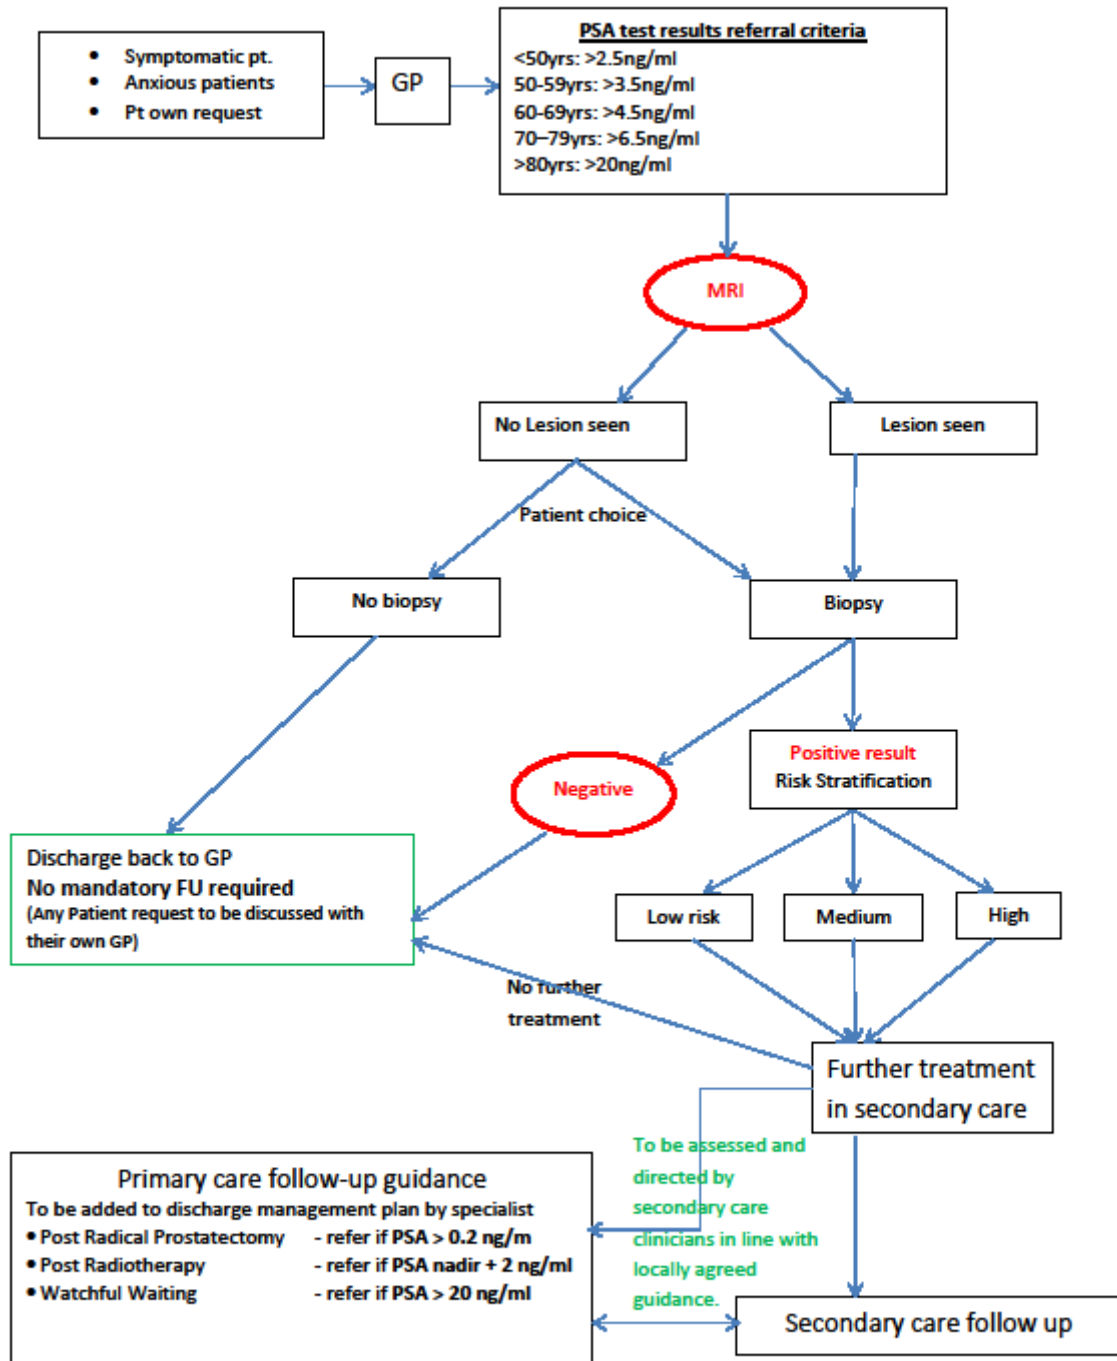 • Symptomatic pt.
• Anxious patients
• Pt own request
GP
PSA test results referral criteria
<50yrs: >2.5ng/ml
50-59yrs: >3.5ng/ml
60-69yrs: >4.5ng/ml
70–79yrs: >6.5ng/ml
>80yrs: >20ng/ml
MRI
No Lesion seen
Lesion seen
Patient choice
No biopsy
Biopsy
Negative
Positive result
Risk Stratification
Discharge back to GP
No mandatory FU required
(Any Patient request to be discussed with
their own GP)
Low risk
Medium
High
No further
treatment
Further treatment
in secondary care
To be assessed and
directed by
secondary care
clinicians in line with
locally agreed
guidance.
Primary care follow-up guidance
To be added to discharge management plan by specialist
• Post Radical Prostatectomy - refer if PSA > 0.2 ng/m
• Post Radiotherapy - refer if PSA nadir + 2 ng/ml
• Watchful Waiting - refer if PSA > 20 ng/ml
Secondary care follow up